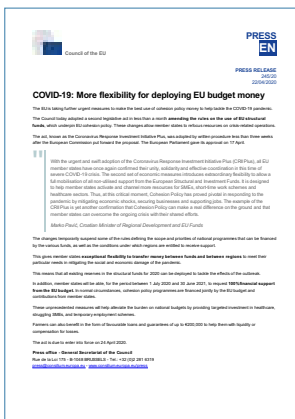 Council of the EU
PRESS
EN
PRESS RELEASE
245/20
22/04/2020
COVID-19: More flexibility for deploying EU budget money
The EU is taking further urgent measures to make the best use of cohesion policy money to help tackle the COVID-19 pandemic.
The Council today adopted a second legislative act in less than a month amending the rules on the use of EU structural
funds, which underpin EU cohesion policy. These changes allow member states to refocus resources on crisis-related operations.
The act, known as the Coronavirus Response Investment Initiative Plus, was adopted by written procedure less than three weeks
after the European Commission put forward the proposal. The European Parliament gave its approval on 17 April.
With the urgent and swift adoption of the Coronavirus Response Investment Initiative Plus (CRII Plus), all EU
member states have once again confirmed their unity, solidarity and effective coordination in this time of
severe COVID-19 crisis. The second set of economic measures introduces extraordinary flexibility to allow a
full mobilisation of all non-utilised support from the European Structural and Investment Funds. It is designed
to help member states activate and channel more resources for SMEs, short-time work schemes and
healthcare sectors. Thus, at this critical moment, Cohesion Policy has proved pivotal in responding to the
pandemic by mitigating economic shocks, securing businesses and supporting jobs. The example of the
CRII Plus is yet another confirmation that Cohesion Policy can make a real difference on the ground and that
member states can overcome the ongoing crisis with their shared efforts.
Marko Pavić, Croatian Minister of Regional Development and EU Funds
The changes temporarily suspend some of the rules defining the scope and priorities of national programmes that can be financed
by the various funds, as well as the conditions under which regions are entitled to receive support.
This gives member states exceptional flexibility to transfer money between funds and between regions to meet their
particular needs in mitigating the social and economic damage of the pandemic.
This means that all existing reserves in the structural funds for 2020 can be deployed to tackle the effects of the outbreak.
In addition, member states will be able, for the period between 1 July 2020 and 30 June 2021, to request 100% financial support
from the EU budget. In normal circumstances, cohesion policy programmes are financed jointly by the EU budget and
contributions from member states.
These unprecedented measures will help alleviate the burden on national budgets by providing targeted investment in healthcare,
struggling SMEs, and temporary employment schemes.
Farmers can also benefit in the form of favourable loans and guarantees of up to €200,000 to help them with liquidity or
compensation for losses.
The act is due to enter into force on 24 April 2020.
Press office - General Secretariat of the Council
Rue de la Loi 175 - B-1048 BRUSSELS - Tel.: +32 (0)2 281 6319
press@consilium.europa.eu - www.consilium.europa.eu/press